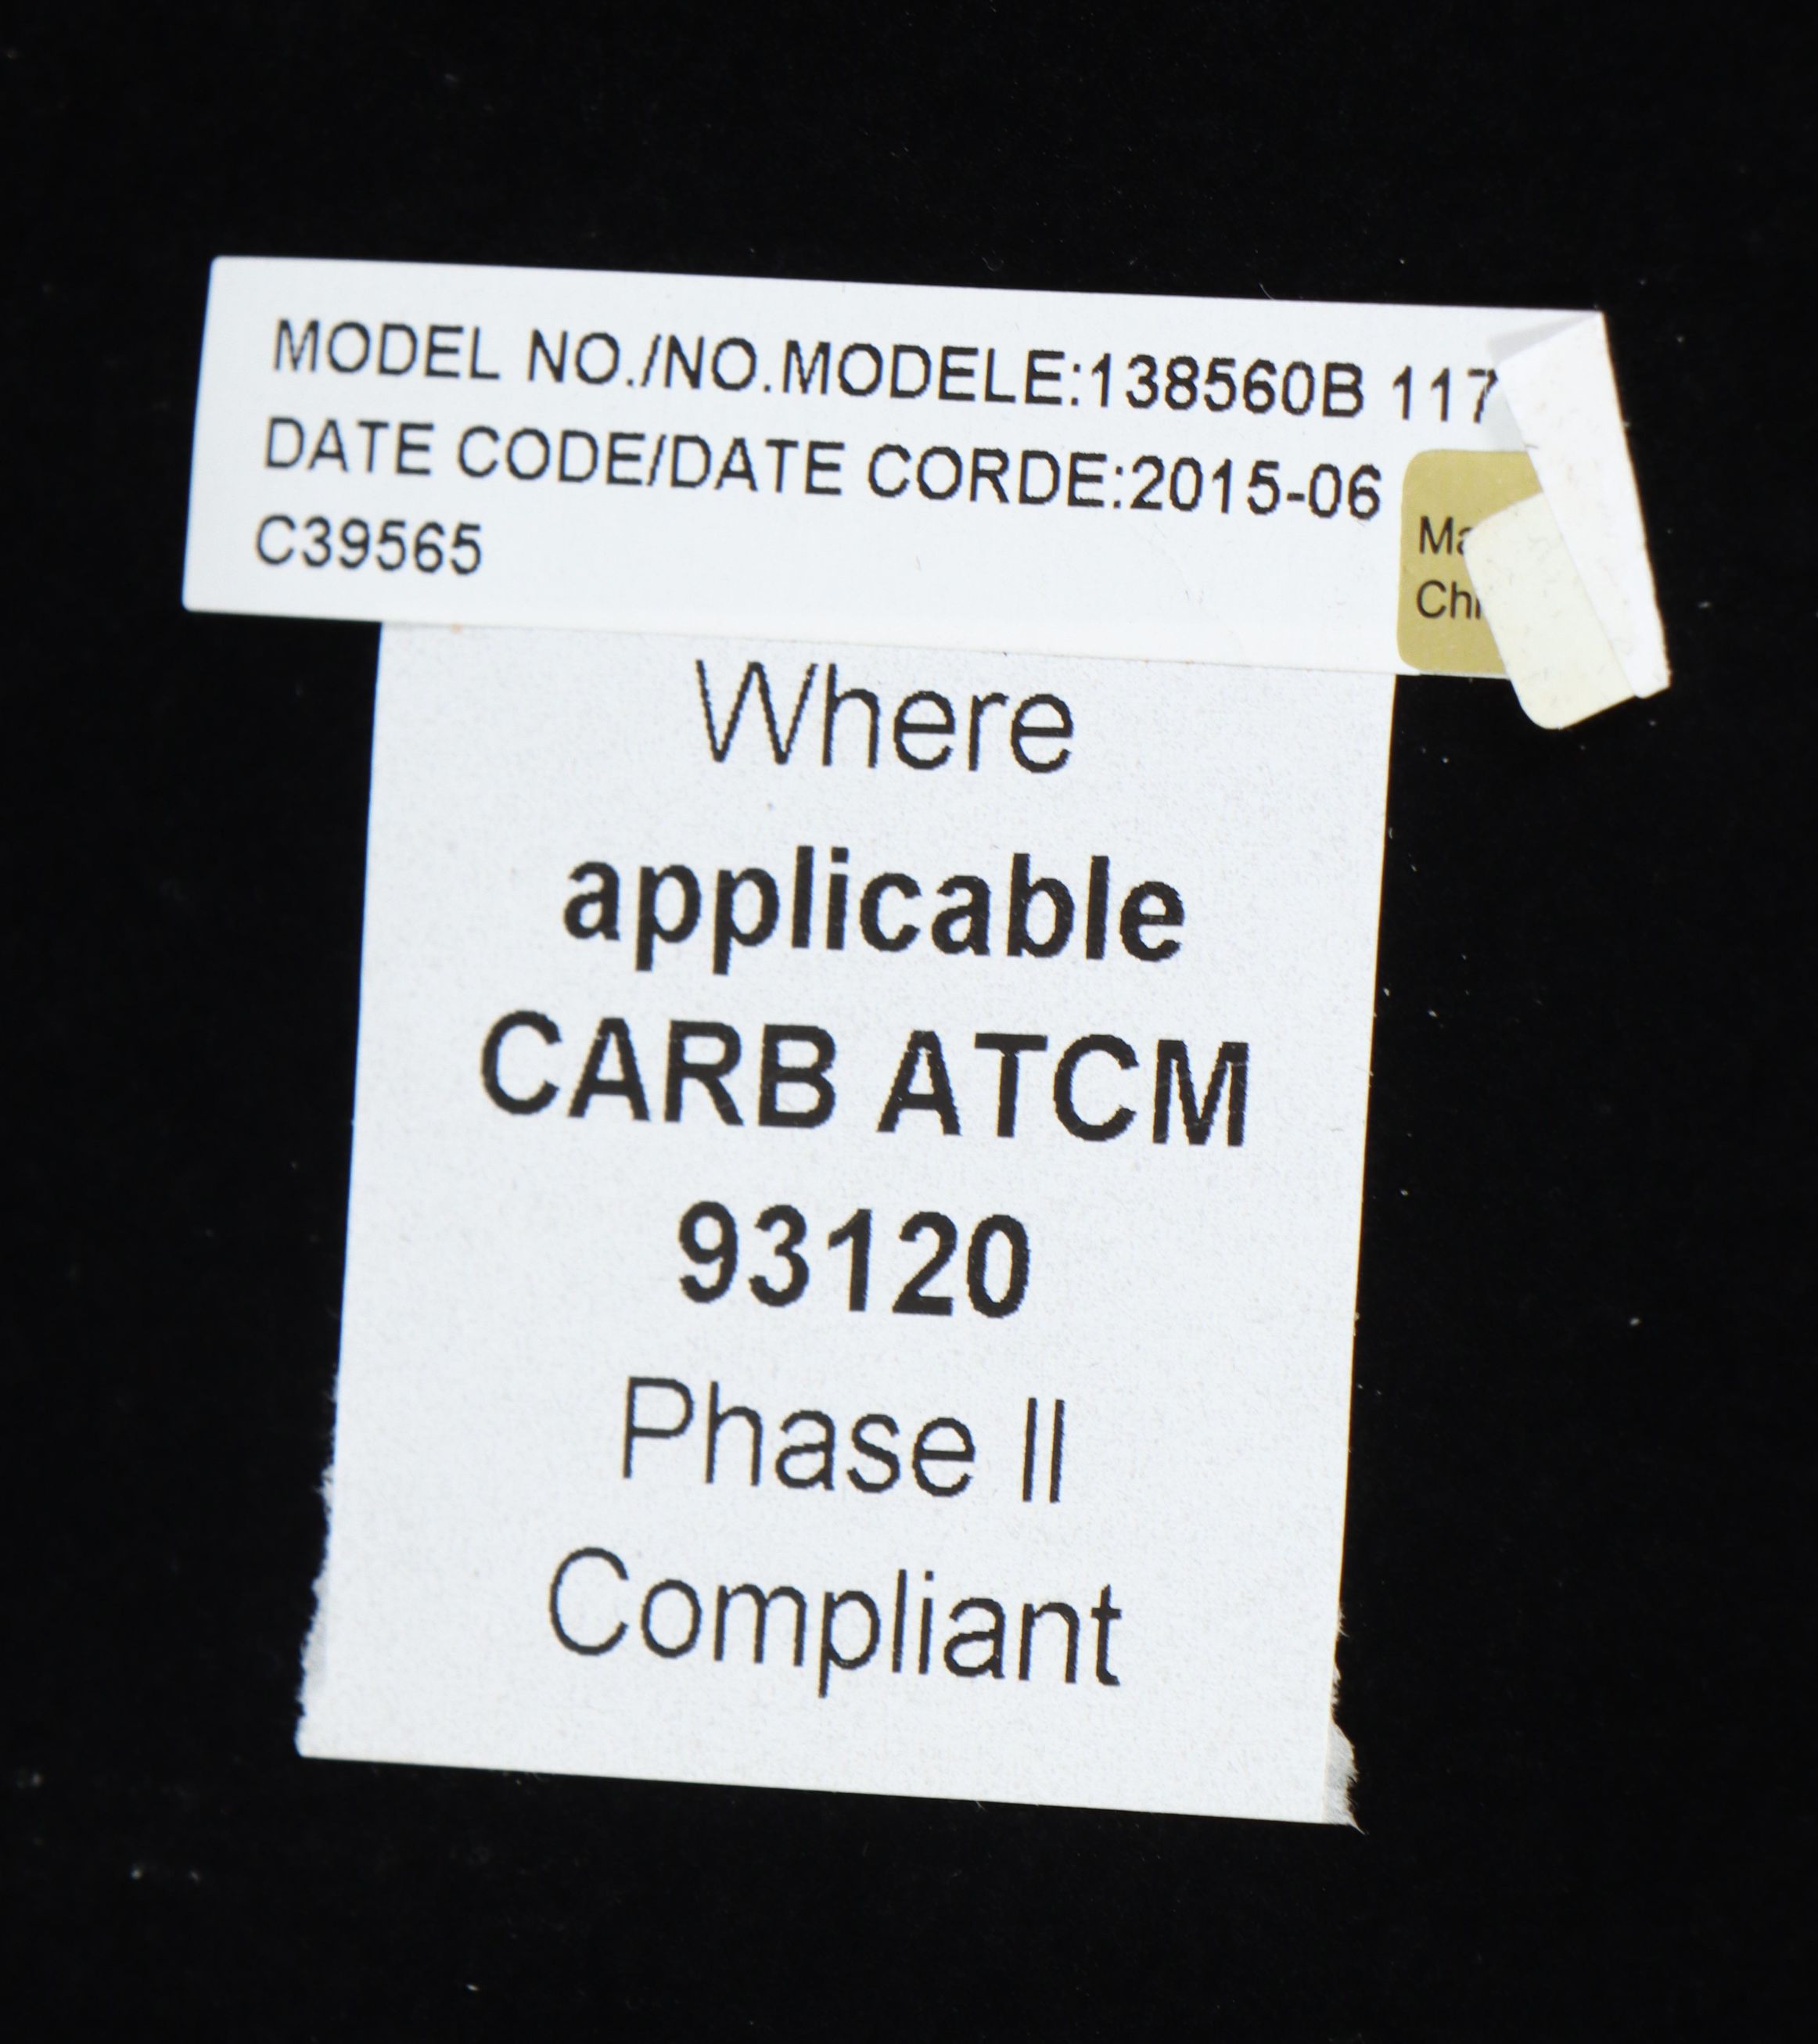 MODEL NO./NO.MODELE:138560B 117
DATE CODE/DATE CORDE:2015-06
C39565
Where
applicable
CARB ATCM
93120
Phase II
Compliant